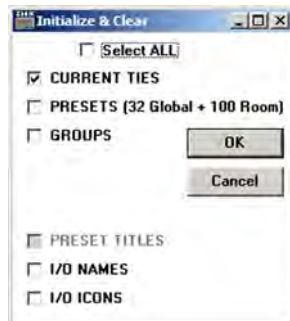 Initialize & Clear
Select ALL
CURRENT TIES
PRESETS (32 Global + 100 Room)
GROUPS
OK
Cancel
PRESET TITLES
I/O NAMES
I/O ICONS